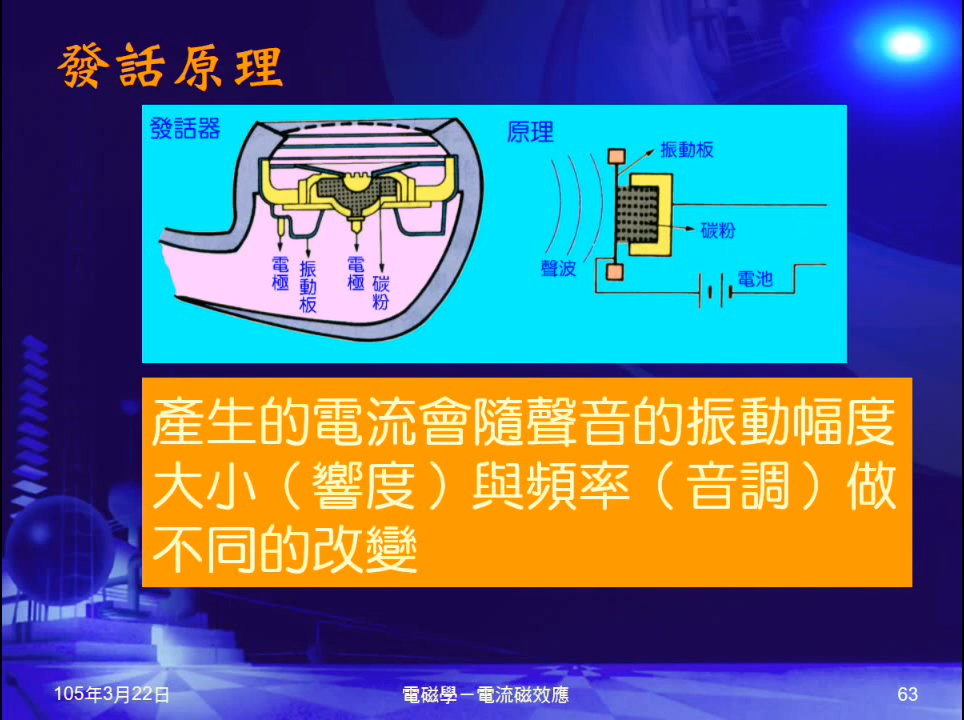 發話原理
發話器
原理
振動板
碳粉
聲波
電池
電極
振動板
電極
碳粉
產生的電流會隨聲音的振動幅度
大小（響度）與頻率（音調）做
不同的改變
105年3月22日
電磁學－電流磁效應
63